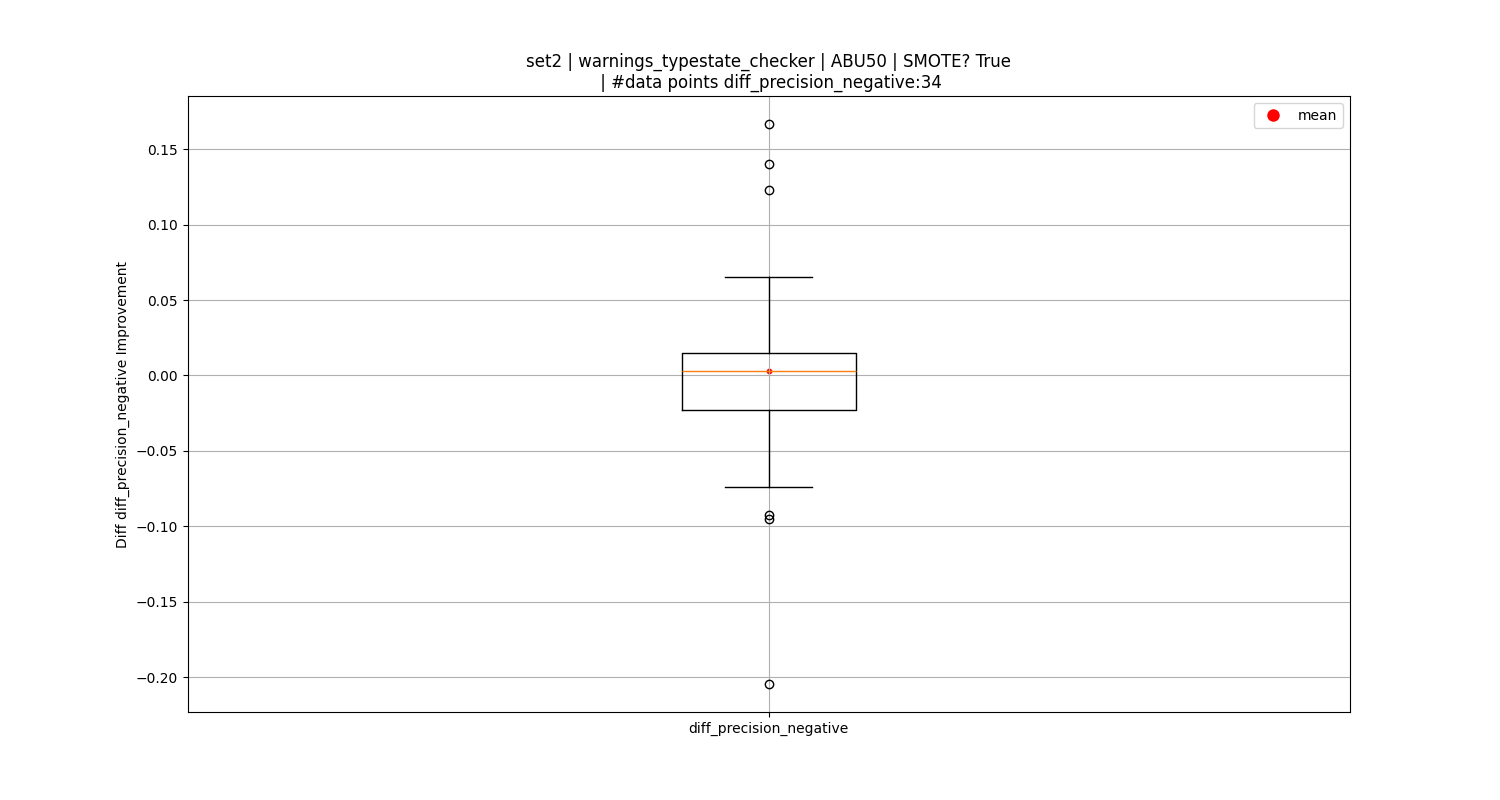 set2 | warnings_typestate_checker | ABU50 | SMOTE? True
| #data points diff_precision_negative:34
mean
0.15
0.10
0.05
0.00
−0.05
−0.10
−0.15
−0.20
Diff diff_precision_negative Improvement
diff_precision_negative